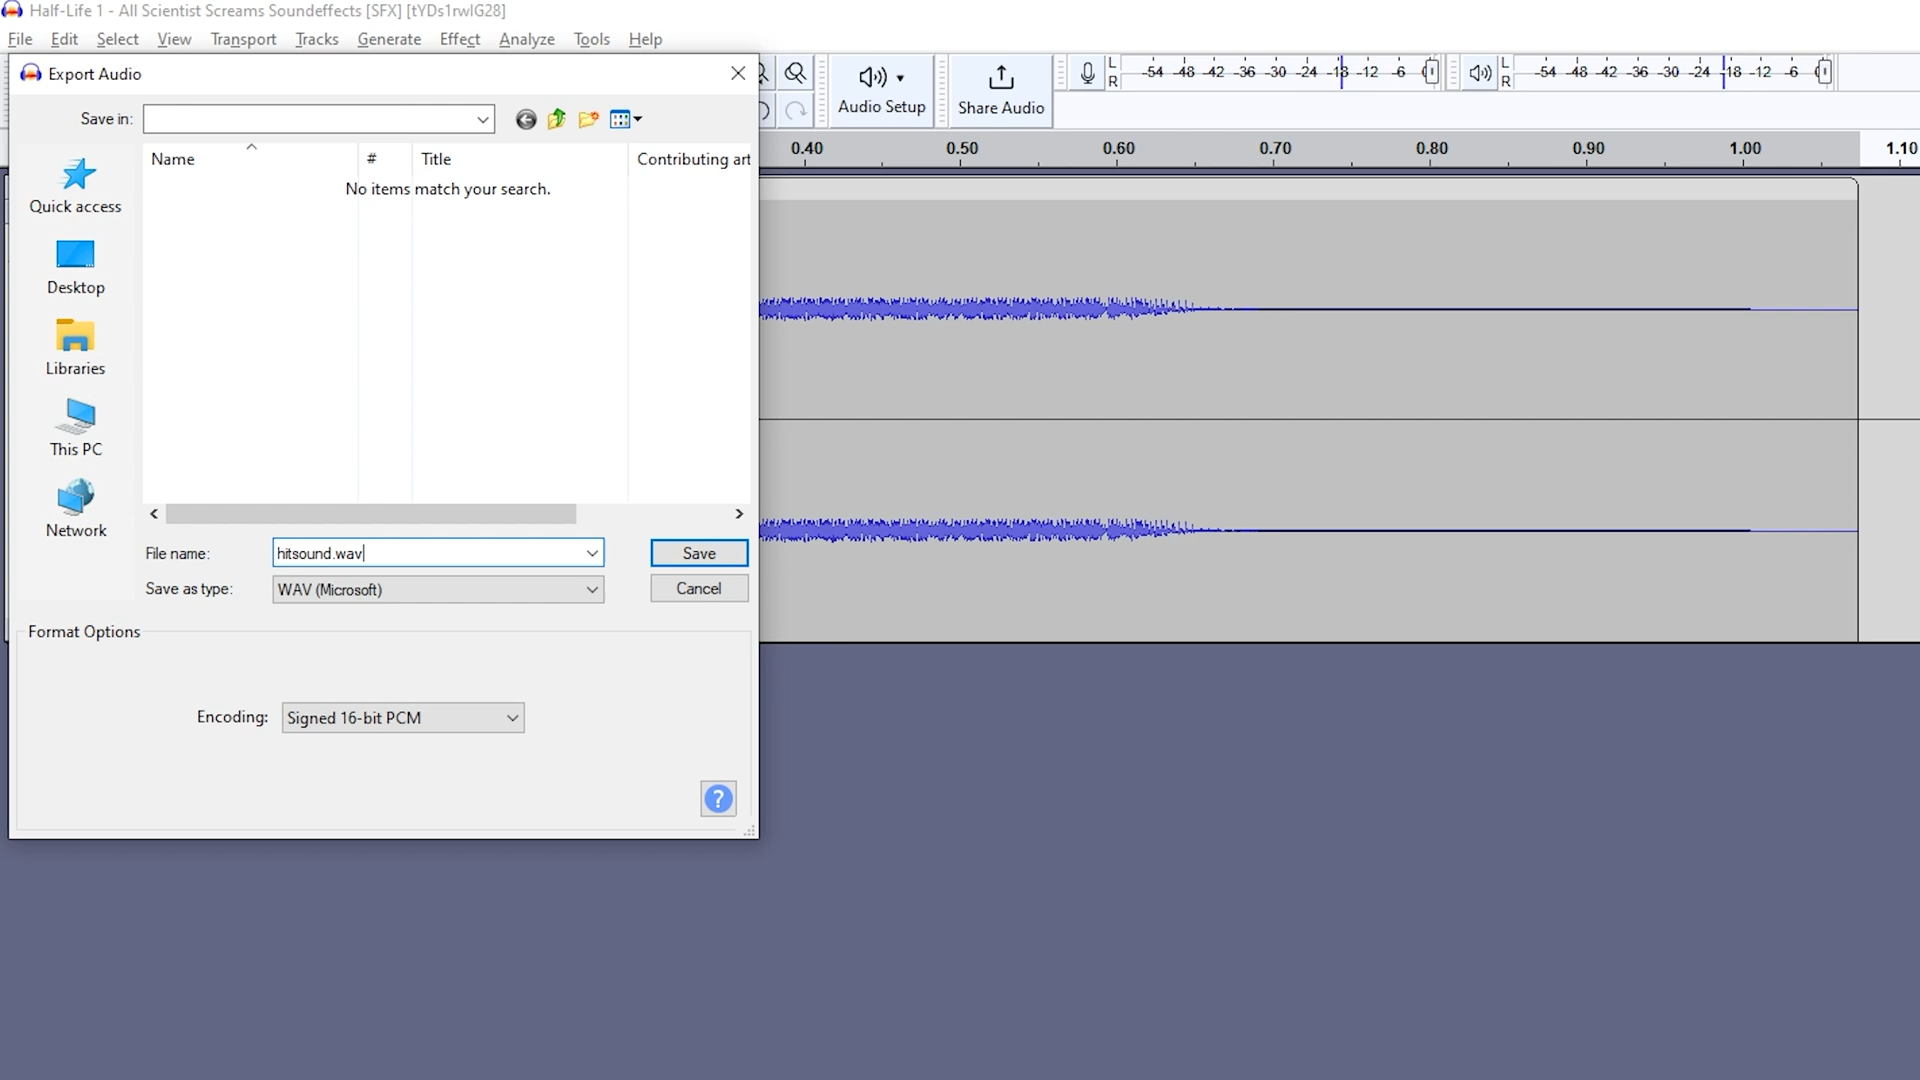 Half-Life 1 - All Scientist Screams Soundeffects [SFX] [tYDs1rwlG28]
File Edit Select View Transport Tracks Generate Effect Analyze Tools Help
Export Audio
Save in:
Name # Title Contributing art
No items match your search.
Quick access
Desktop
Libraries
This PC
Network
File name: hitsound.wav Save
Save as type: WAV (Microsoft) Cancel
Format Options
Encoding: Signed 16-bit PCM
?
Audio Setup
Share Audio
L
R
-54 -48 -42 -36 -30 -24 -18 -12 -6
L
R
-54 -48 -42 -36 -30 -24 -18 -12 -6
0.40 0.50 0.60 0.70 0.80 0.90 1.00 1.10